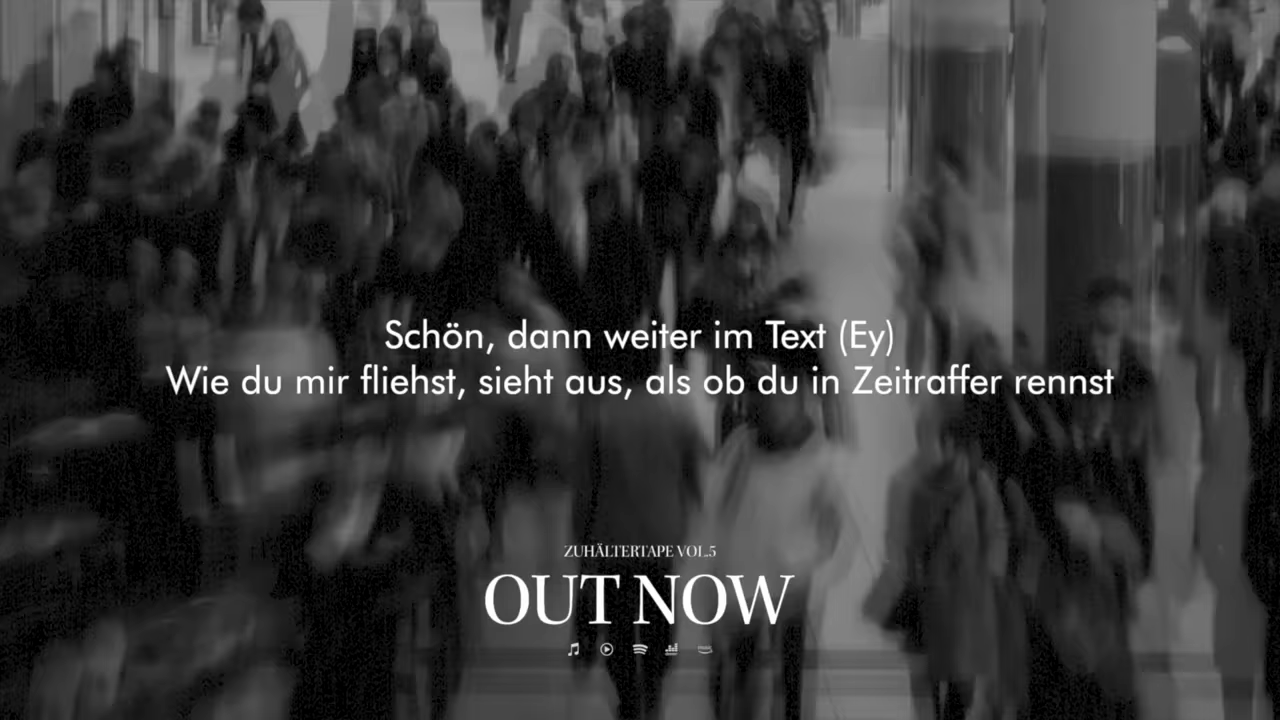 Schön, dann weiter im Text (Ey)
Wie du mir fliehst, sieht aus, als ob du in Zeitraffer rennst
ZUHÄLTERTAPE VOL.5
OUT NOW